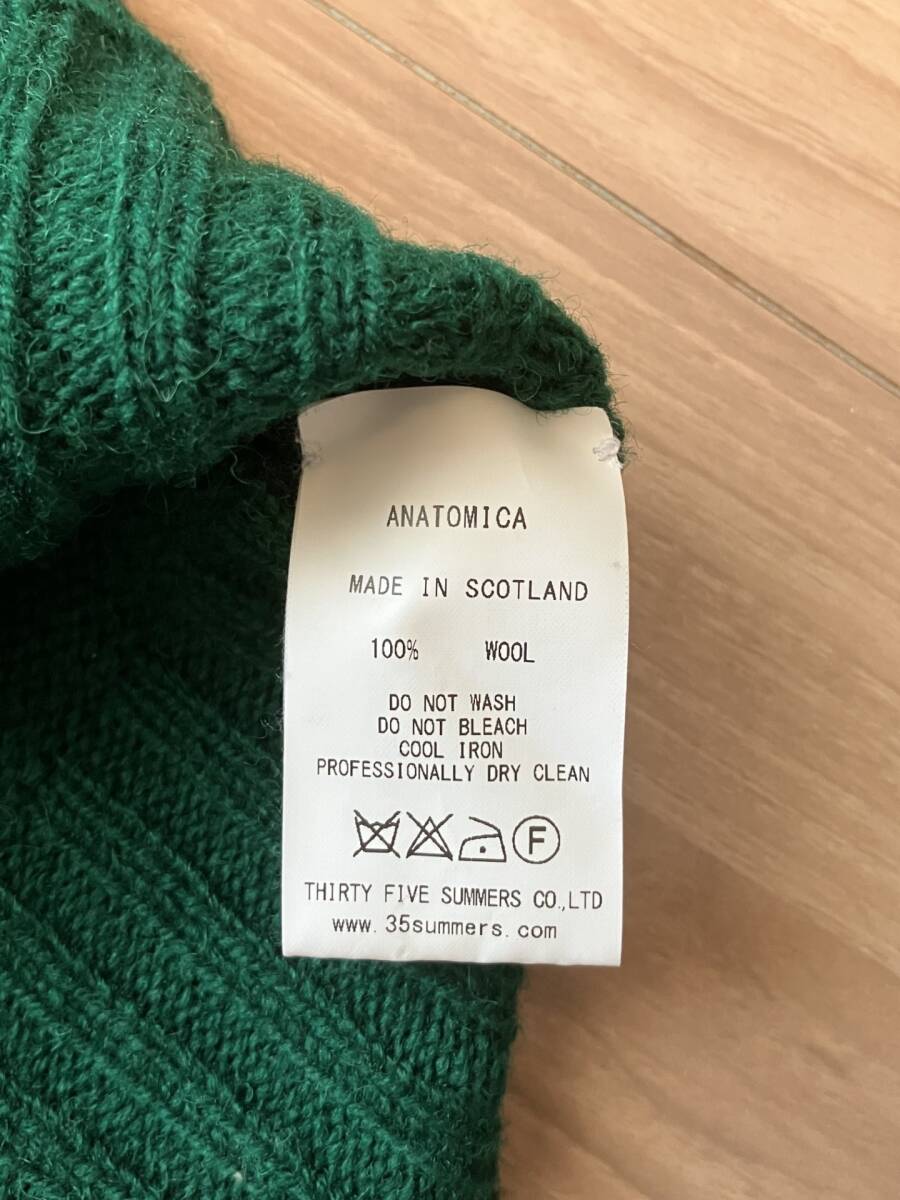 ANATOMICA
MADE IN SCOTLAND
100% WOOL
DO NOT WASH
DO NOT BLEACH
COOL IRON
PROFESSIONALLY DRY CLEAN
F
THIRTY FIVE SUMMERS CO.,LTD
www.35summers.com